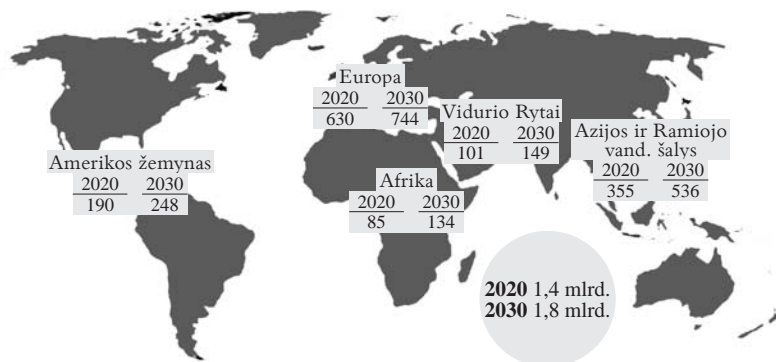 Europa
2020 2030
630 744
Vidurio Rytai
2020 2030
101 149
Azijos ir Ramiojo
vand. šalys
2020 2030
355 536
Amerikos žemynas
2020 2030
190 248
Afrika
2020 2030
85 134
2020 1,4 mlrd.
2030 1,8 mlrd.